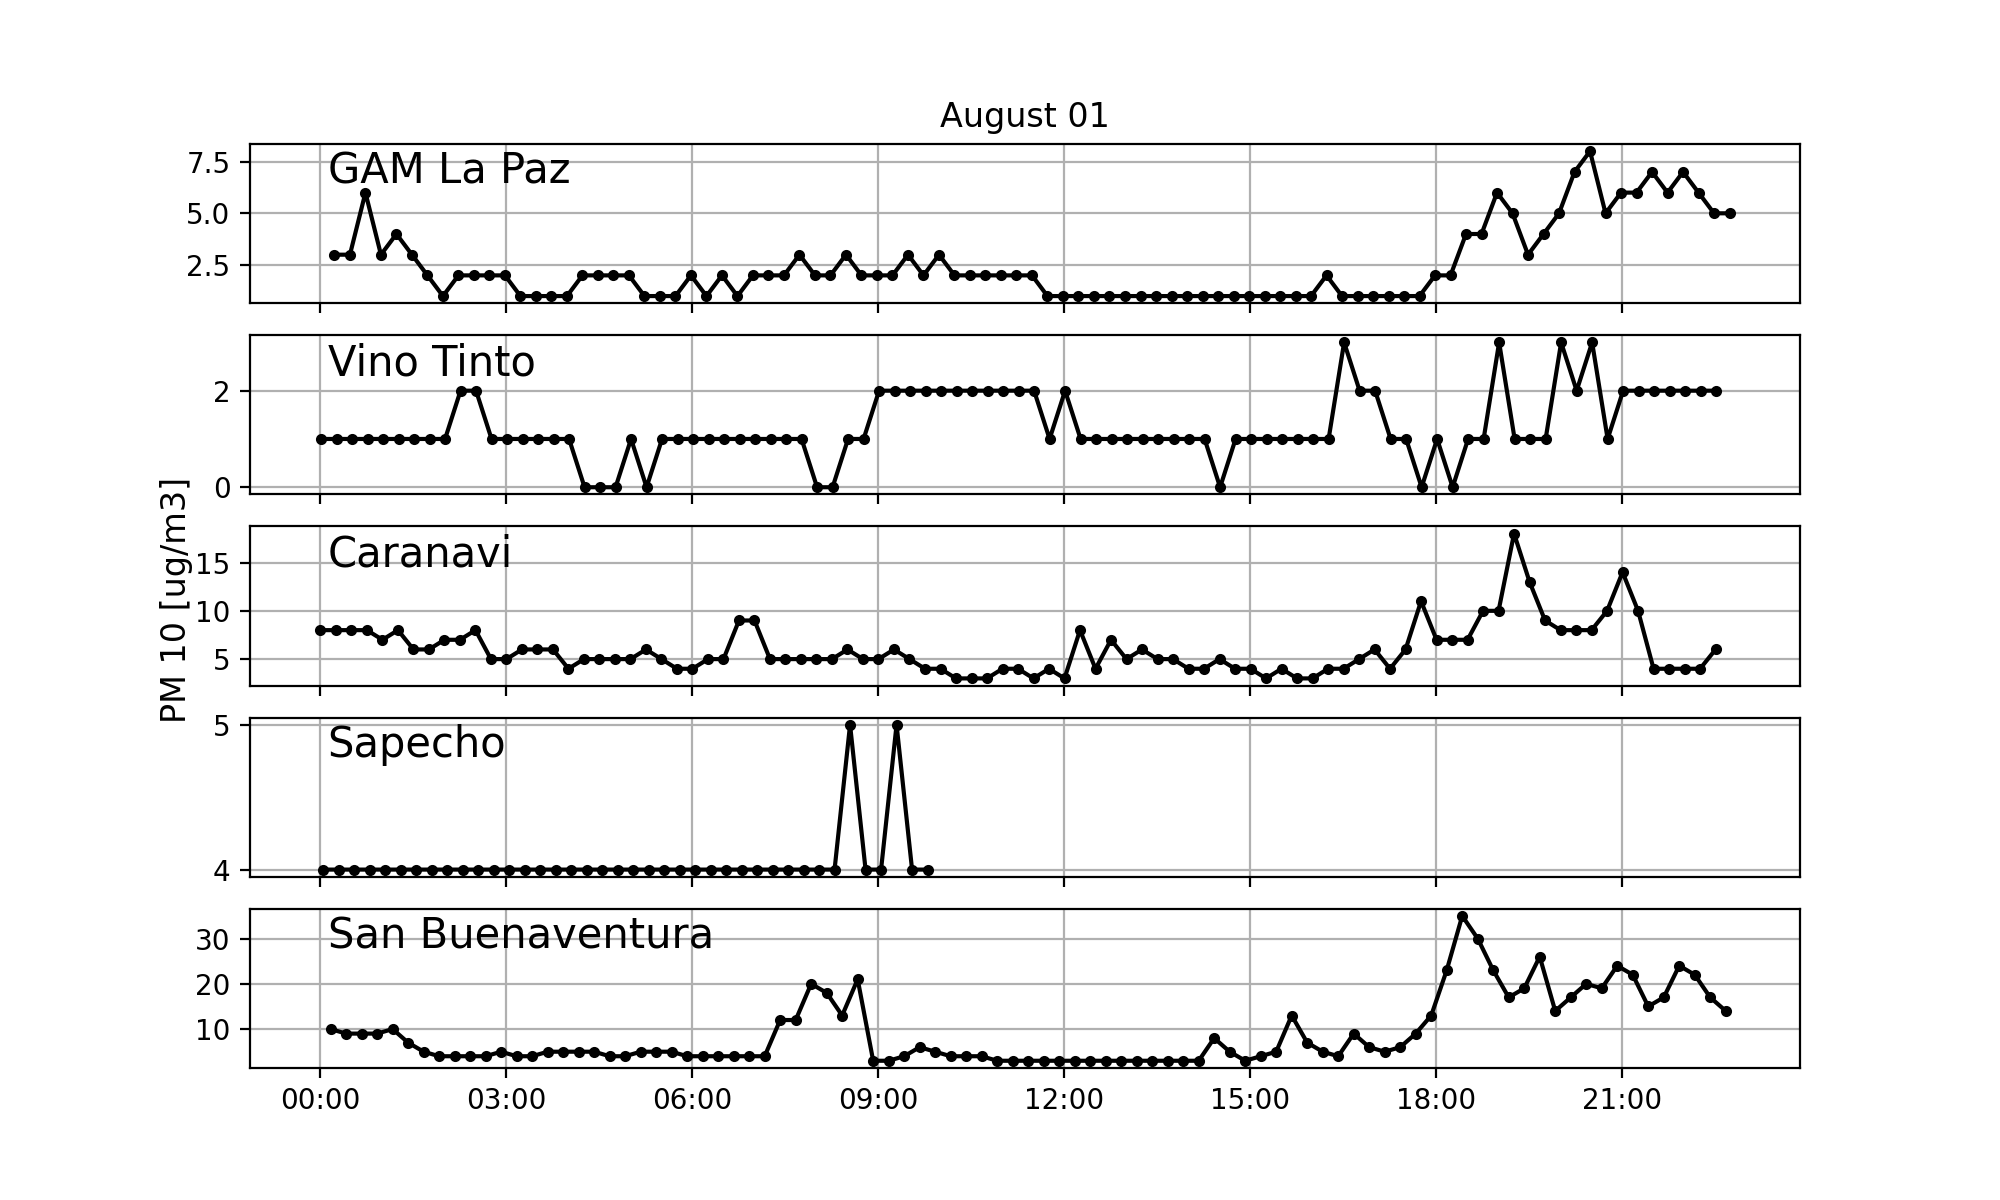 August 01
GAM La Paz
7.5
5.0
2.5
Vino Tinto
2
0
PM 10 [ug/m3]
Caranavi
15
10
5
Sapecho
5
4
San Buenaventura
30
20
10
00:00 03:00 06:00 09:00 12:00 15:00 18:00 21:00